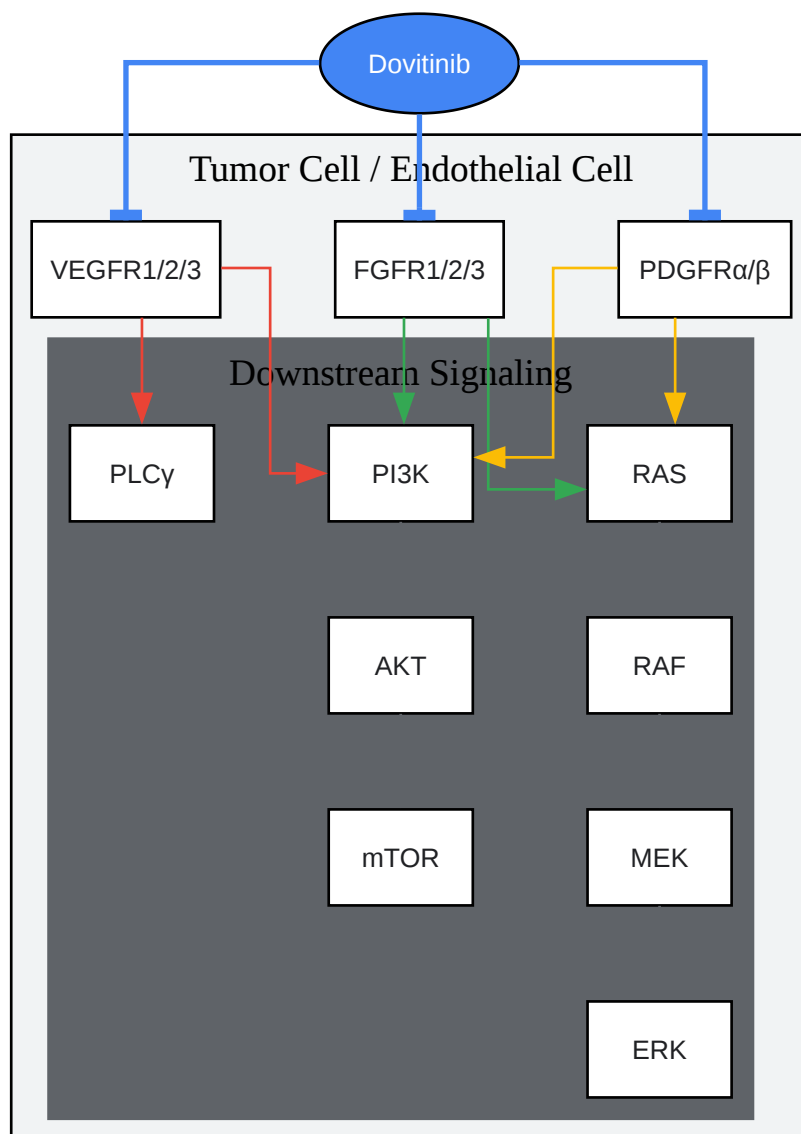 Dovitinib
Tumor Cell / Endothelial Cell
VEGFR1/2/3
FGFR1/2/3
PDGFRα/β
Downstream Signaling
PLCγ
PI3K
RAS
AKT
RAF
mTOR
MEK
ERK